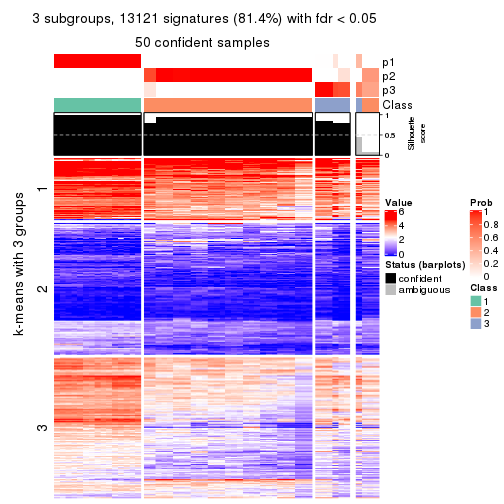 3 subgroups, 13121 signatures (81.4%) with fdr < 0.05
50 confident samples
p1
p2
p3
Class
1
0.5
0
Silhouette
score
k-means with 3 groups
1
2
3
Value
6
4
2
0
Status (barplots)
confident
ambiguous
Prob
1
0.8
0.6
0.4
0.2
0
Class
1
2
3